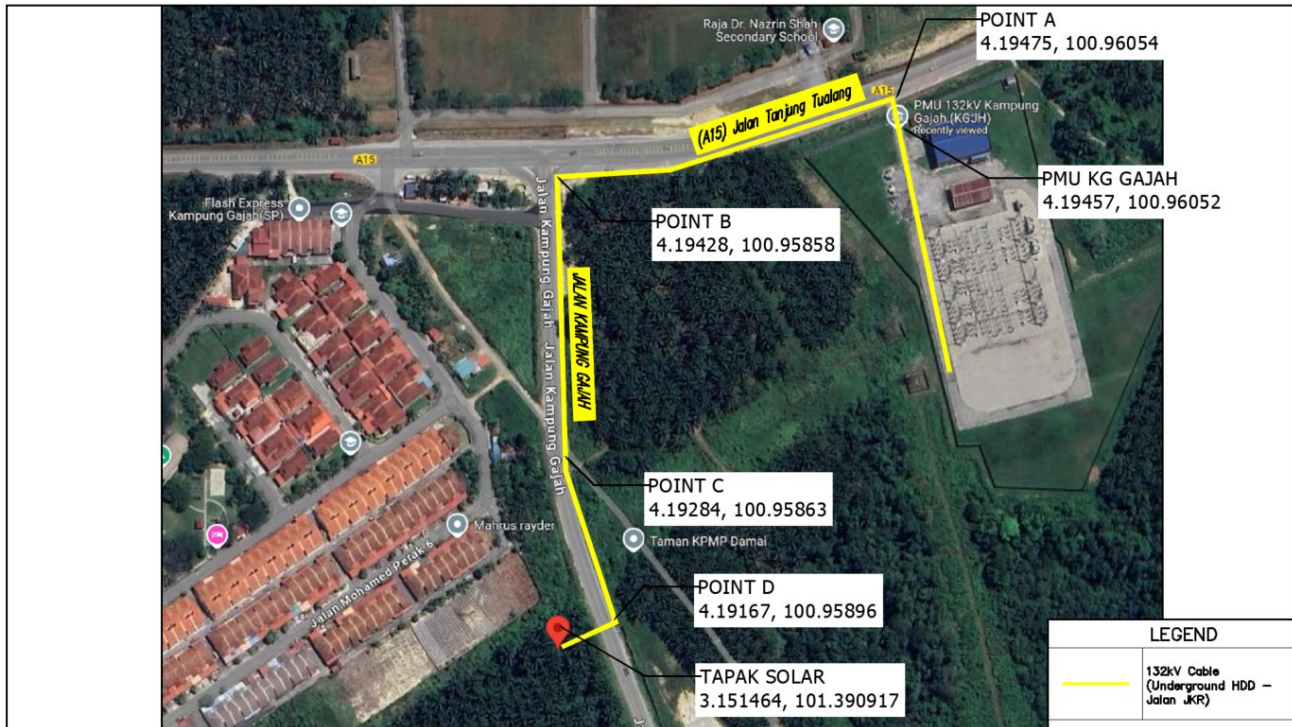 Raja Dr. Nazrin Shah
Secondary School
POINT A
4.19475, 100.96054
A15
(A15) Jalan Tanjung Tualang
PMU 132kV Kampung
Gajah (KGJH)
Recently viewed
A15
PMU KG GAJAH
4.19457, 100.96052
Flash Express
Kampung Gajah(SP)
POINT B
4.19428, 100.95858
Jalan Kampung Gajah
Jalan Kampung Gajah
JALAN KAMPUNG GAJAH
POINT C
4.19284, 100.95863
Mahrus rayder
Taman KPMP Damai
Jalan Mohamed Perak 6
POINT D
4.19167, 100.95896
TAPAK SOLAR
3.151464, 101.390917
LEGEND
132kV Cable
(Underground HDD –
Jalan JKR)